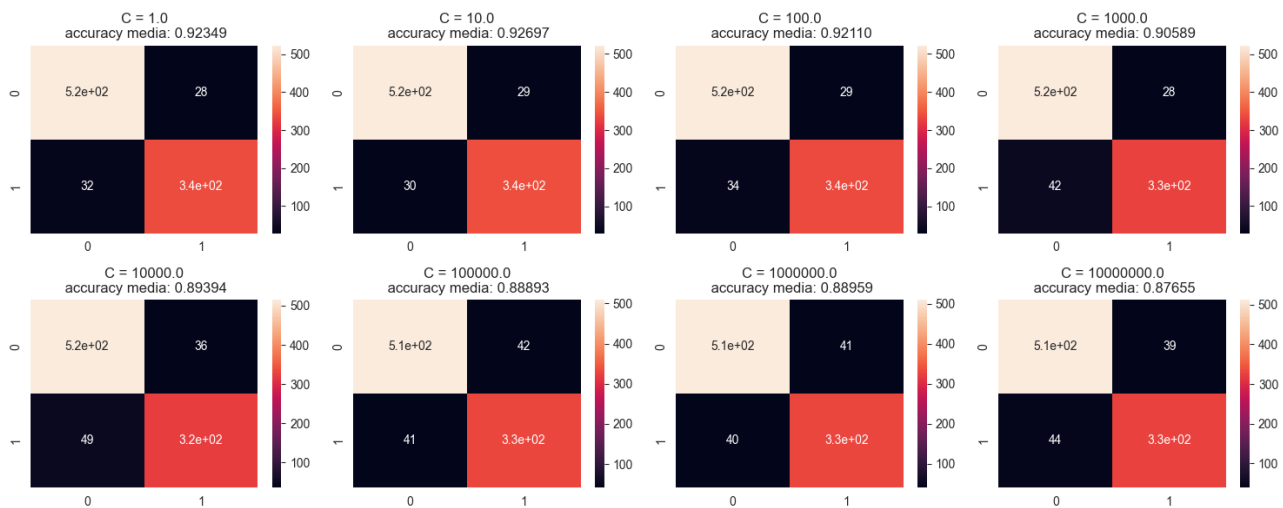 C = 1.0
accuracy media: 0.92349
0
5.2e+02
28
1
32
3.4e+02
0
1
500
400
300
200
100
C = 10.0
accuracy media: 0.92697
0
5.2e+02
29
1
30
3.4e+02
0
1
500
400
300
200
100
C = 100.0
accuracy media: 0.92110
0
5.2e+02
29
1
34
3.4e+02
0
1
500
400
300
200
100
C = 1000.0
accuracy media: 0.90589
0
5.2e+02
28
1
42
3.3e+02
0
1
500
400
300
200
100
C = 10000.0
accuracy media: 0.89394
0
5.2e+02
36
1
49
3.2e+02
0
1
500
400
300
200
100
C = 100000.0
accuracy media: 0.88893
0
5.1e+02
42
1
41
3.3e+02
0
1
500
400
300
200
100
C = 1000000.0
accuracy media: 0.88959
0
5.1e+02
41
1
40
3.3e+02
0
1
500
400
300
200
100
C = 10000000.0
accuracy media: 0.87655
0
5.1e+02
39
1
44
3.3e+02
0
1
500
400
300
200
100